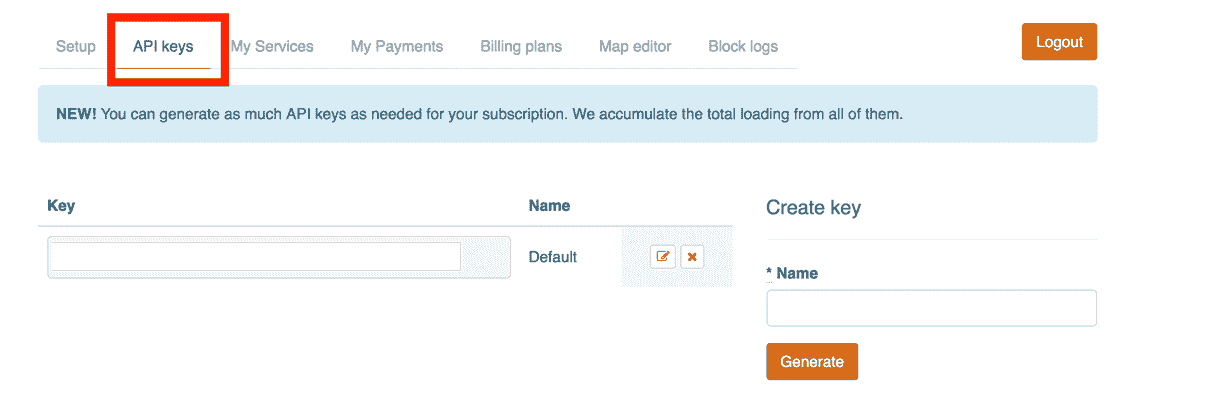 Setup API keys My Services My Payments Billing plans Map editor Block logs Logout
NEW! You can generate as much API keys as needed for your subscription. We accumulate the total loading from all of them.
Key Name
Default
Create key
* Name
Generate